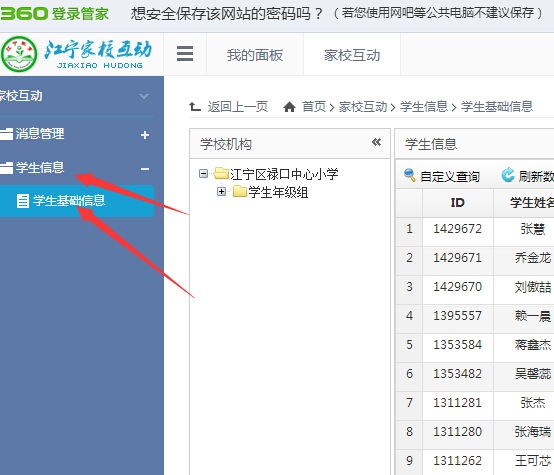 360登录管家 想安全保存该网站的密码吗？（若您使用网吧等公共电脑不建议保存）
江宁家校互动
JIAXIAO HUDONG
我的面板 家校互动
家校互动
消息管理
学生信息
学生基础信息
返回上一页 首页 > 家校互动 > 学生信息 > 学生基础信息
学校机构
江宁区禄口中心小学
学生年级组
学生信息
自定义查询 刷新数
ID 学生姓名
1 1429672 张慧
2 1429671 乔金龙
3 1429670 刘傲喆
4 1395557 赖一晨
5 1353584 蒋鑫杰
6 1353482 吴馨蕊
7 1311281 张杰
8 1311280 张海瑞
9 1311262 王可芯